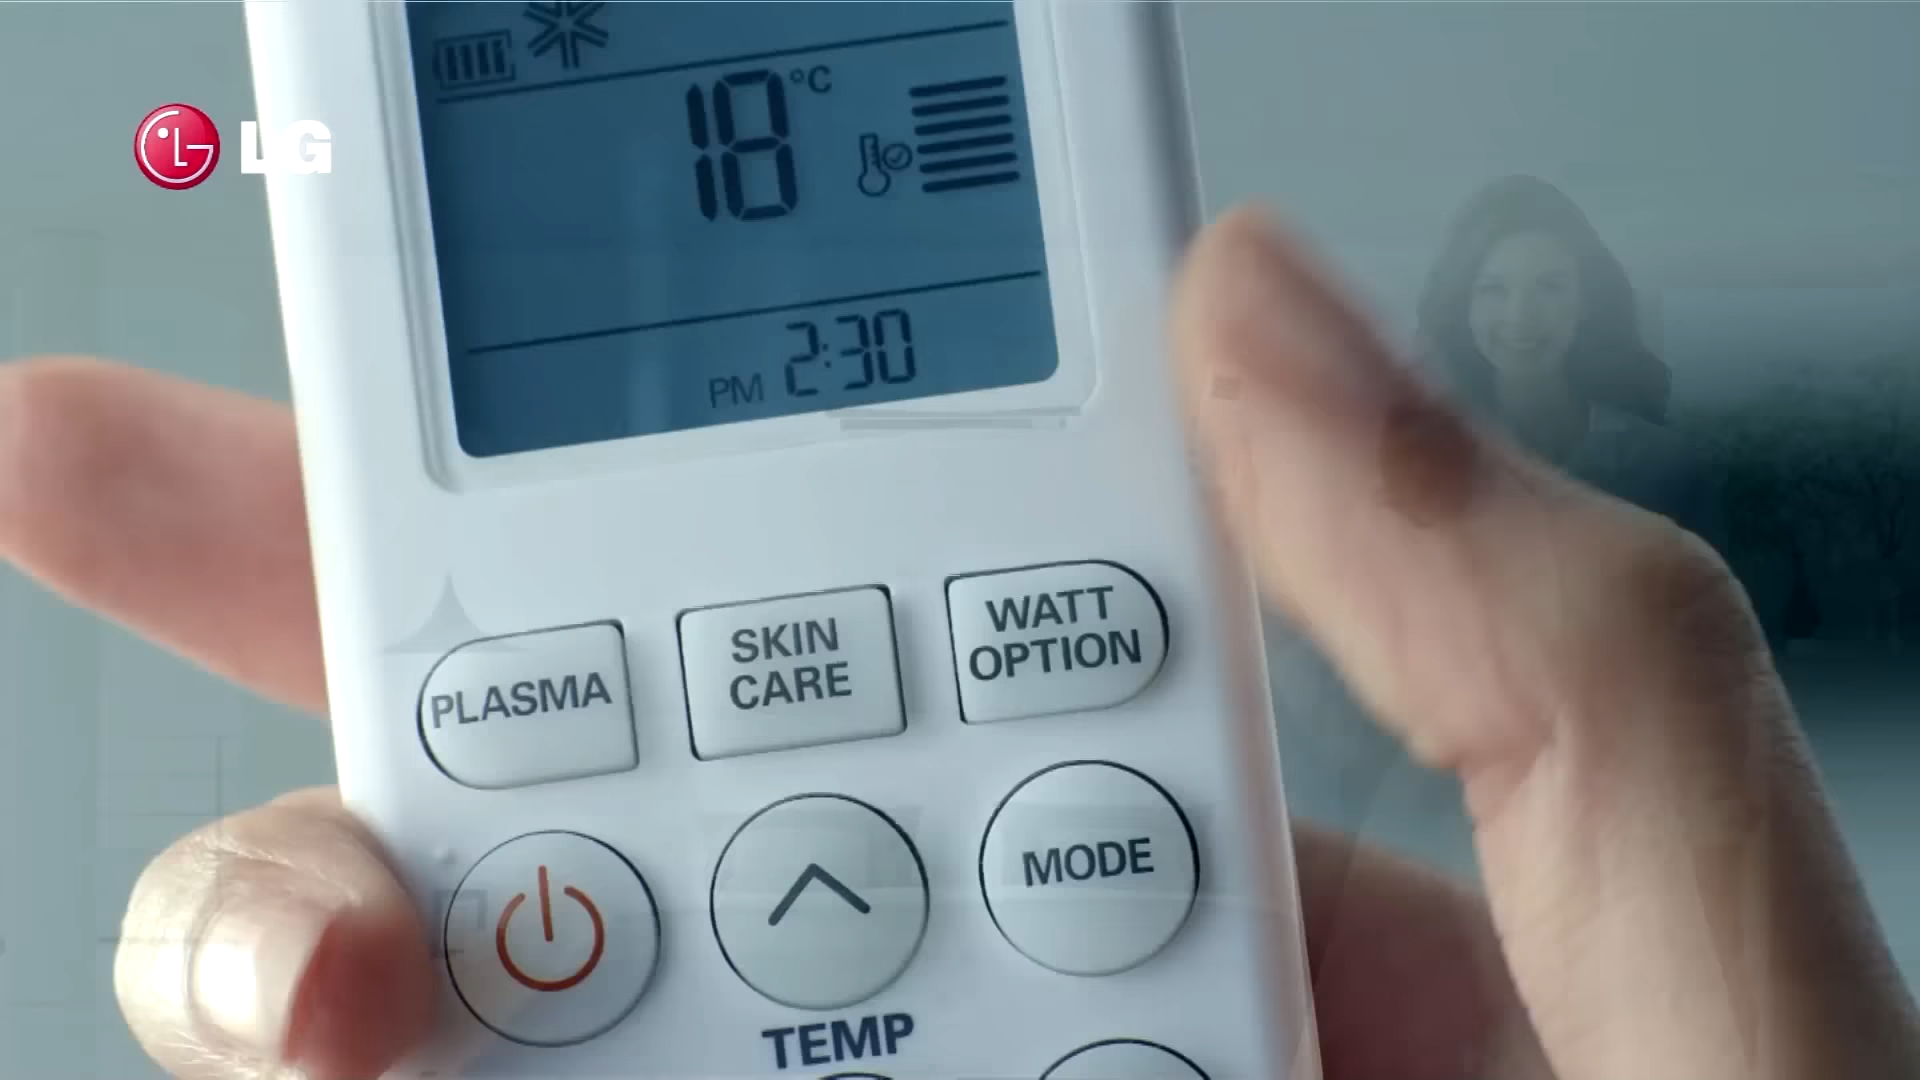 18°C
LG
PM 2:30
PLASMA
SKIN
CARE
WATT
OPTION
MODE
TEMP